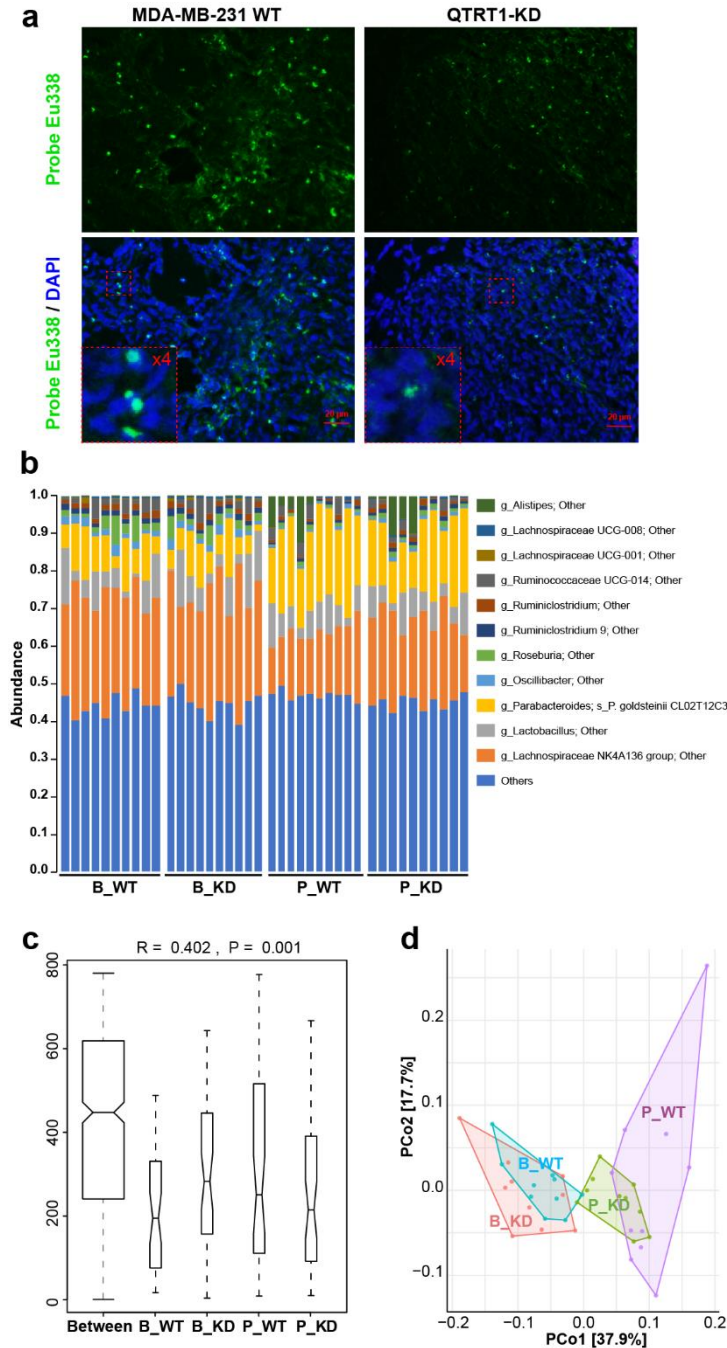 a
MDA-MB-231 WT
QTRT1-KD
Probe Eu338
Probe Eu338 / DAPI
x4
20 μm
x4
20 μm
b
Abundance
1.0
0.9
0.8
0.7
0.6
0.5
0.4
0.3
0.2
0.1
0.0
B_WT
B_KD
P_WT
P_KD
g_Alistipes; Other
g_Lachnospiraceae UCG-008; Other
g_Lachnospiraceae UCG-001; Other
g_Ruminococcaceae UCG-014; Other
g_Ruminiclostridium; Other
g_Ruminiclostridium 9; Other
g_Roseburia; Other
g_Oscillibacter; Other
g_Parabacteroides; s_P. goldsteinii CL02T12C3
g_Lactobacillus; Other
g_Lachnospiraceae NK4A136 group; Other
Others
c
R = 0.402 , P = 0.001
800
600
400
200
0
Between
B_WT
B_KD
P_WT
P_KD
d
PCo2 [17.7%]
0.2
0.1
0.0
−0.1
P_WT
B_WT
P_KD
B_KD
−0.2
−0.1
0.0
0.1
0.2
PCo1 [37.9%]